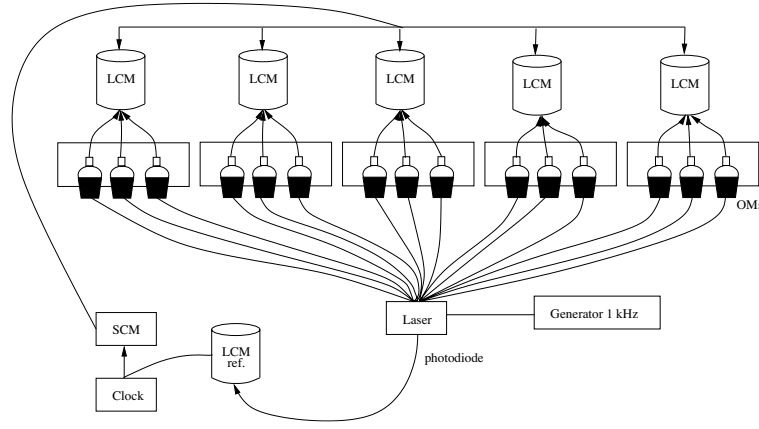 LCM
LCM
LCM
LCM
LCM
OMs
Laser
Generator 1 kHz
SCM
LCM
ref.
photodiode
Clock